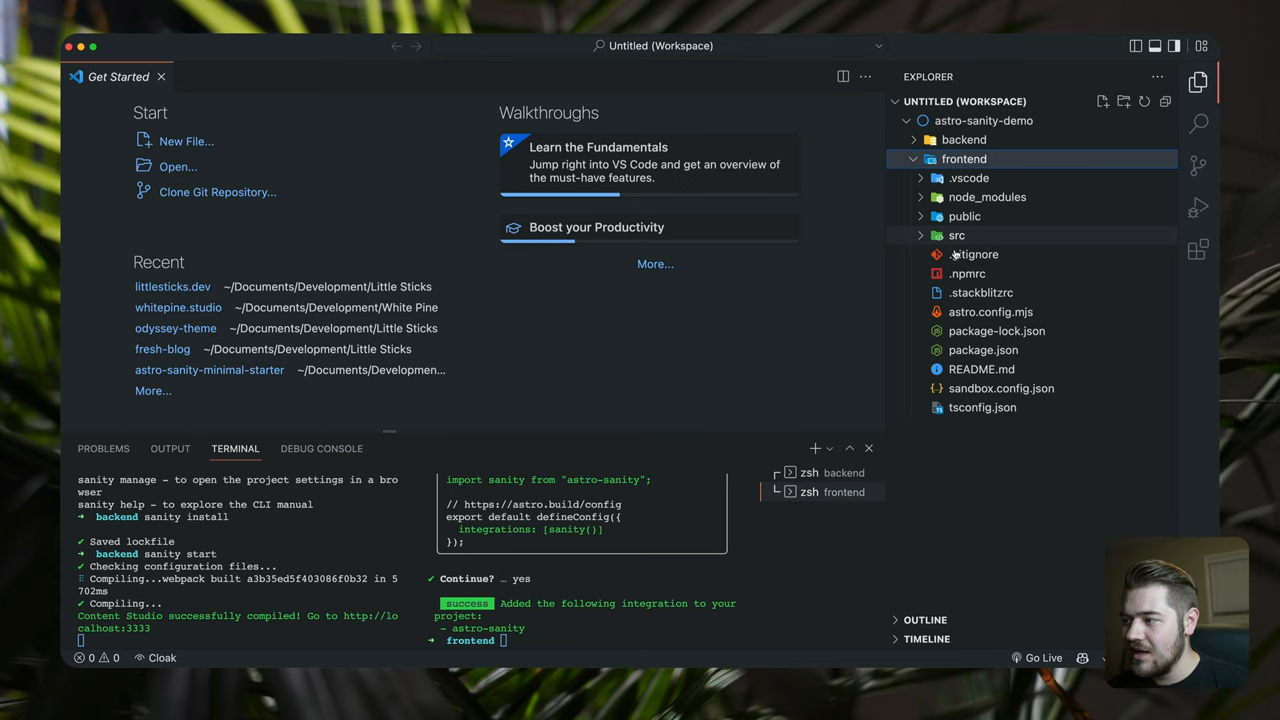 Untitled (Workspace)
Get Started
Start
New File...
Open...
Clone Git Repository...
Recent
littlesticks.dev ~/Documents/Development/Little Sticks
whitepine.studio ~/Documents/Development/White Pine
odyssey-theme ~/Documents/Development/Little Sticks
fresh-blog ~/Documents/Development/Little Sticks
astro-sanity-minimal-starter ~/Documents/Developmen...
More...
Walkthroughs
Learn the Fundamentals
Jump right into VS Code and get an overview of
the must-have features.
Boost your Productivity
More...
EXPLORER
UNTITLED (WORKSPACE)
astro-sanity-demo
backend
frontend
.vscode
node_modules
public
src
.gitignore
.npmrc
.stackblitzrc
astro.config.mjs
package-lock.json
package.json
README.md
sandbox.config.json
tsconfig.json
OUTLINE
TIMELINE
PROBLEMS OUTPUT TERMINAL DEBUG CONSOLE
sanity manage - to open the project settings in a bro
wser
sanity help - to explore the CLI manual
➜ backend sanity install
✔ Saved lockfile
➜ backend sanity start
✔ Checking configuration files...
⠿ Compiling...webpack built a3b35ed5f403086f0b32 in 5
702ms
✔ Compiling...
Content Studio successfully compiled! Go to http://lo
calhost:3333
import sanity from "astro-sanity";
// https://astro.build/config
export default defineConfig({
integrations: [sanity()]
});
✔ Continue? … yes
success Added the following integration to your
project:
- astro-sanity
➜ frontend
zsh backend
zsh frontend
0 0 Cloak
Go Live